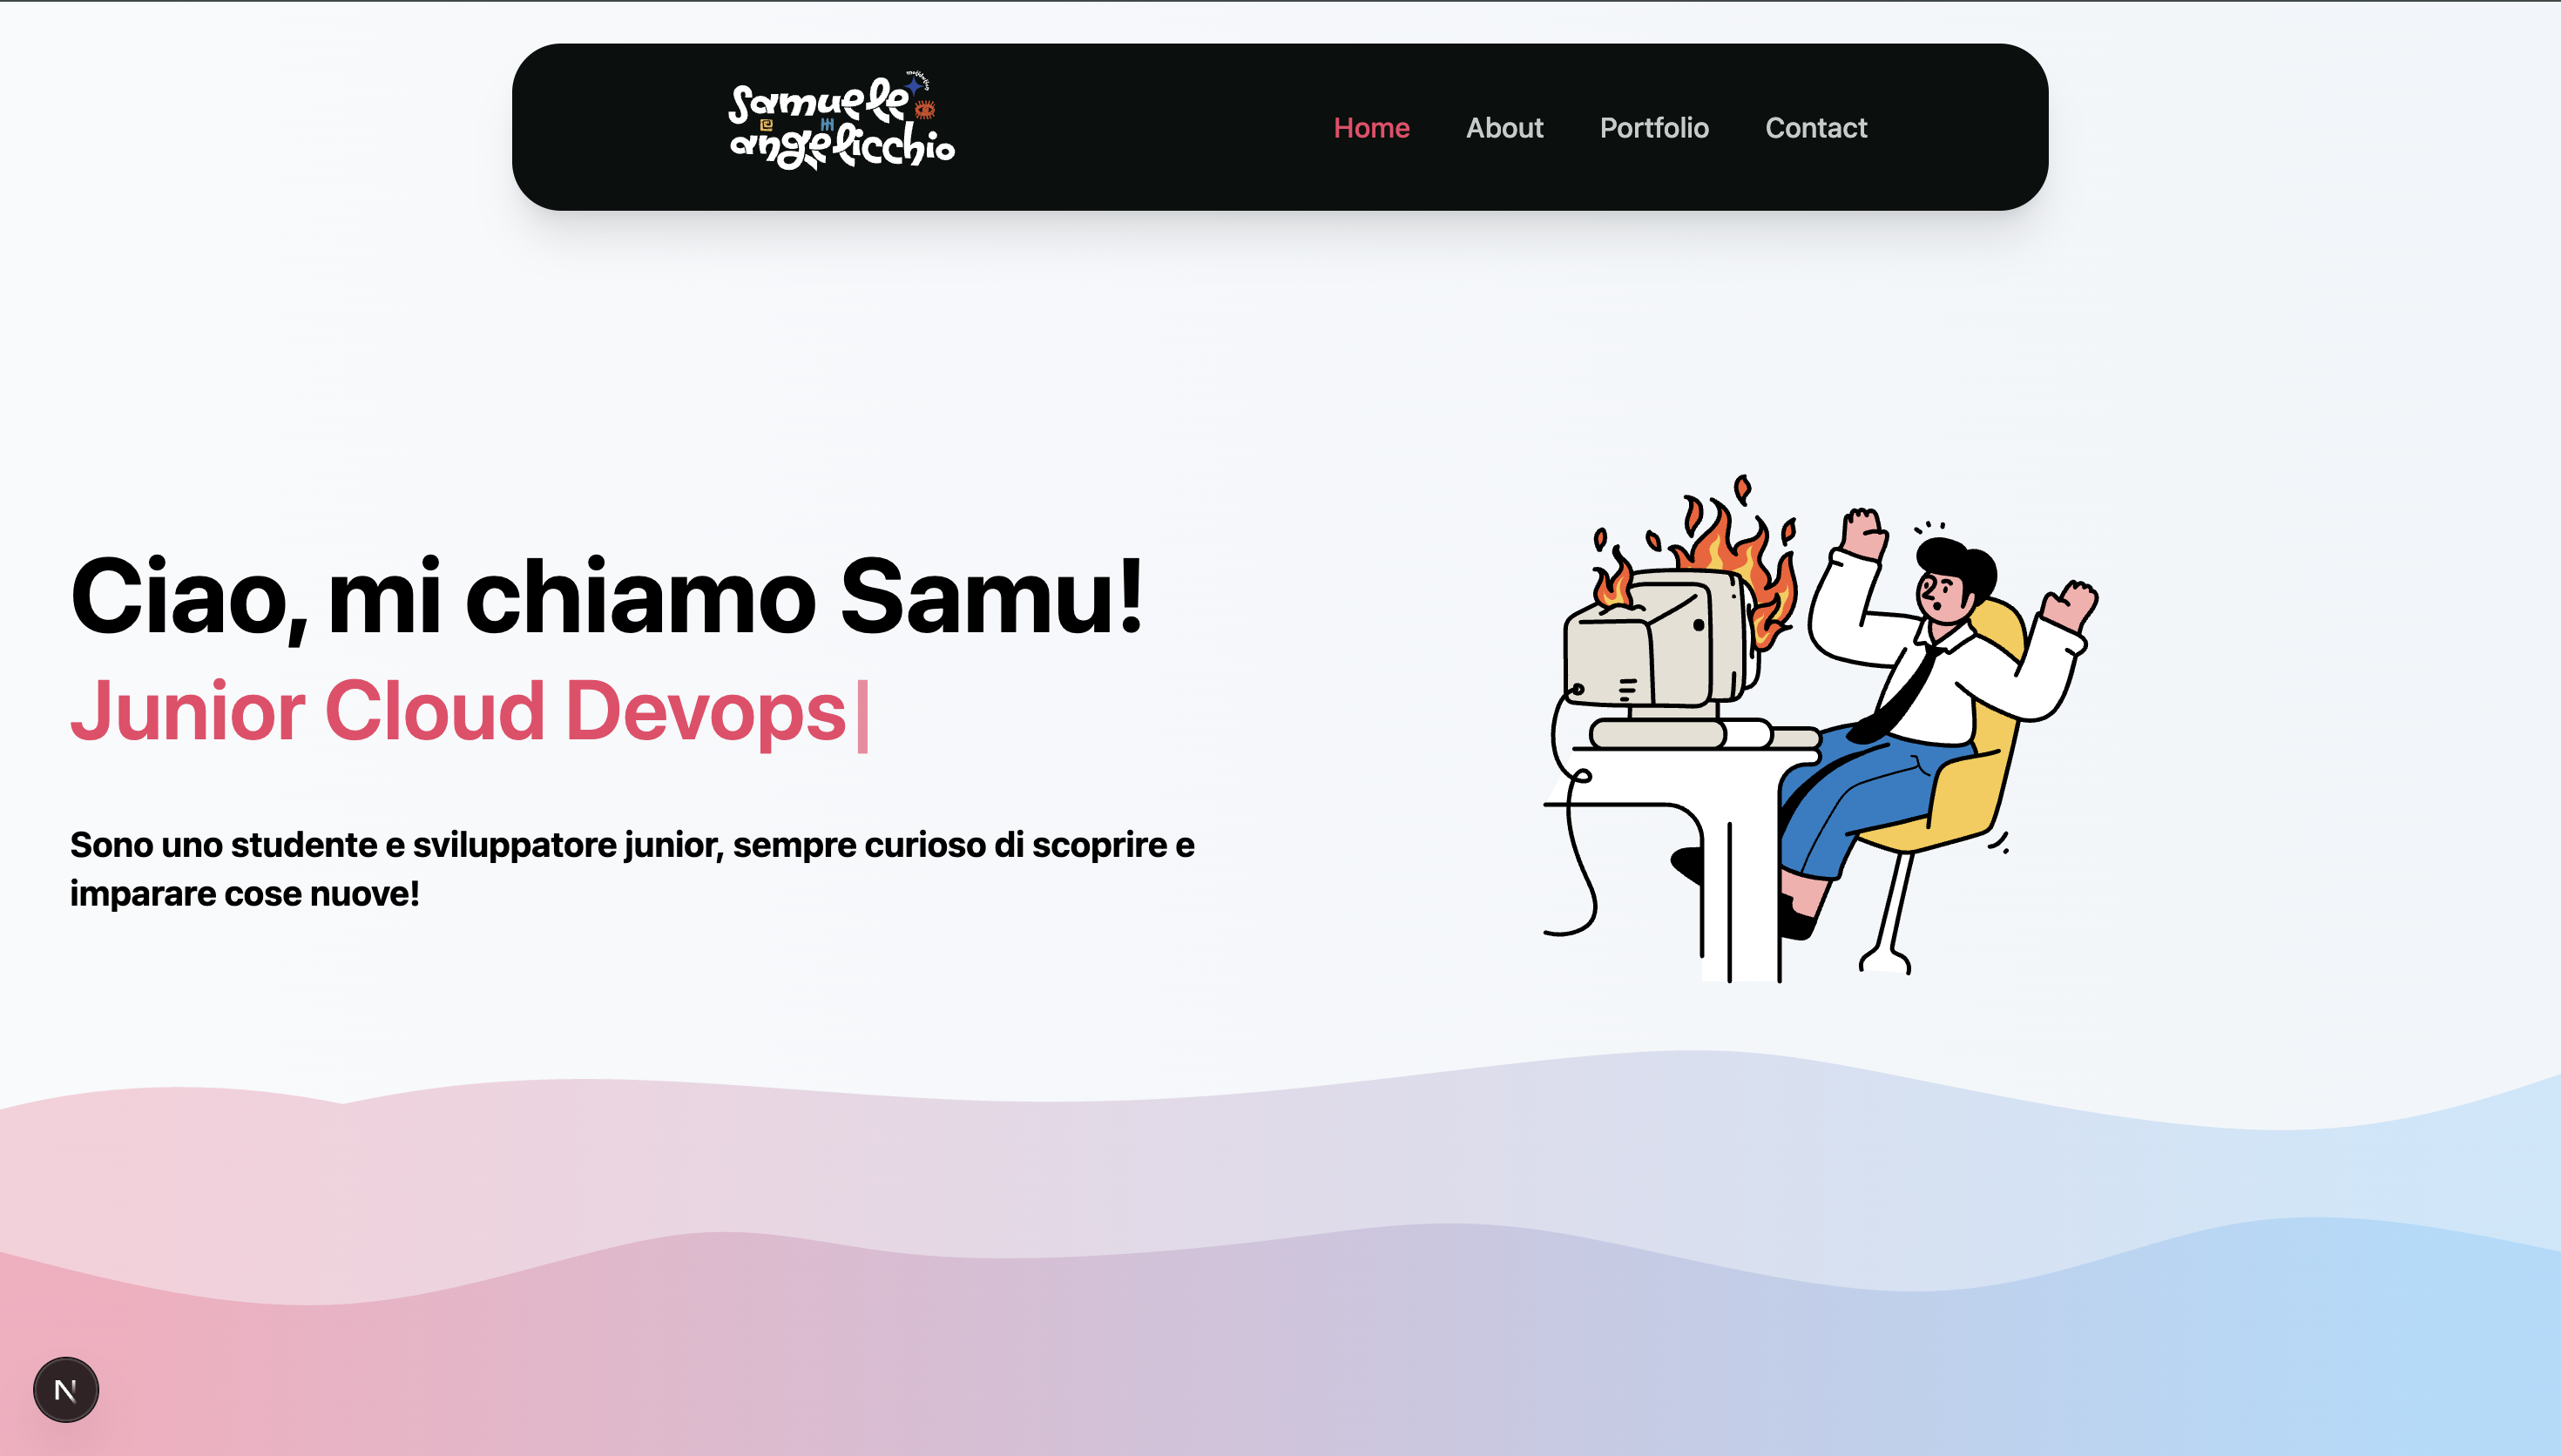 Samuele
angelicchio
Home
About
Portfolio
Contact
Ciao, mi chiamo Samu!
Junior Cloud Devops
Sono uno studente e sviluppatore junior, sempre curioso di scoprire e
imparare cose nuove!
N